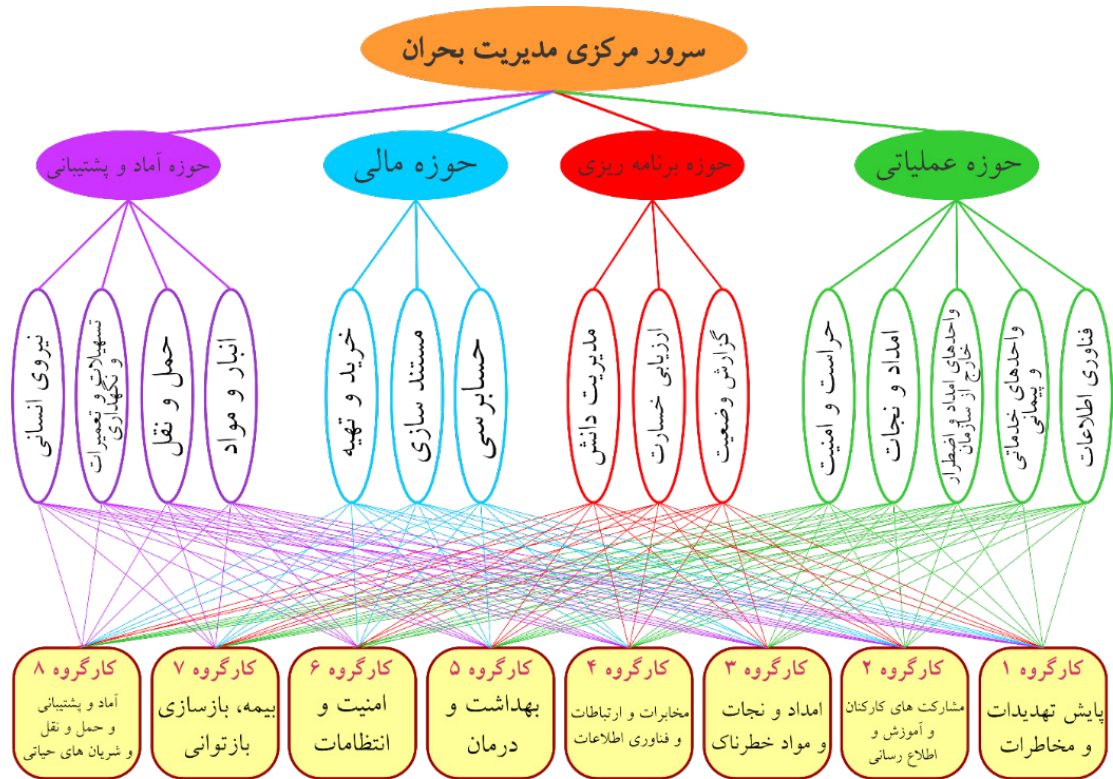 سرور مرکزی مدیریت بحران
حوزه عملیاتی
حوزه برنامه ریزی
حوزه مالی
حوزه آماد و پشتیبانی
فناوری اطلاعات
واحدهای خدماتی
و پیمانی
واحدهای امداد و اضطرار
خارج از سازمان
امداد و نجات
حراست و امنیت
گزارش وضعیت
ارزیابی خسارت
مدیریت دانش
حسابرسی
مستند سازی
خرید و تهیه
انبار و مواد
حمل و نقل
تسهیلات و تعمیرات
و نگهداری
نیروی انسانی
کارگروه ۱
پایش تهدیدات
و مخاطرات
کارگروه ۲
مشارکت های کارکنان
و آموزش و
اطلاع رسانی
کارگروه ۳
امداد و نجات
و مواد خطرناک
کارگروه ۴
مخابرات و ارتباطات
و فناوری اطلاعات
کارگروه ۵
بهداشت و
درمان
کارگروه ۶
امنیت و
انتظامات
کارگروه ۷
بیمه، بازسازی
بازتوانی
کارگروه ۸
آماد و پشتیبانی
و حمل و نقل
و شریان های حیاتی